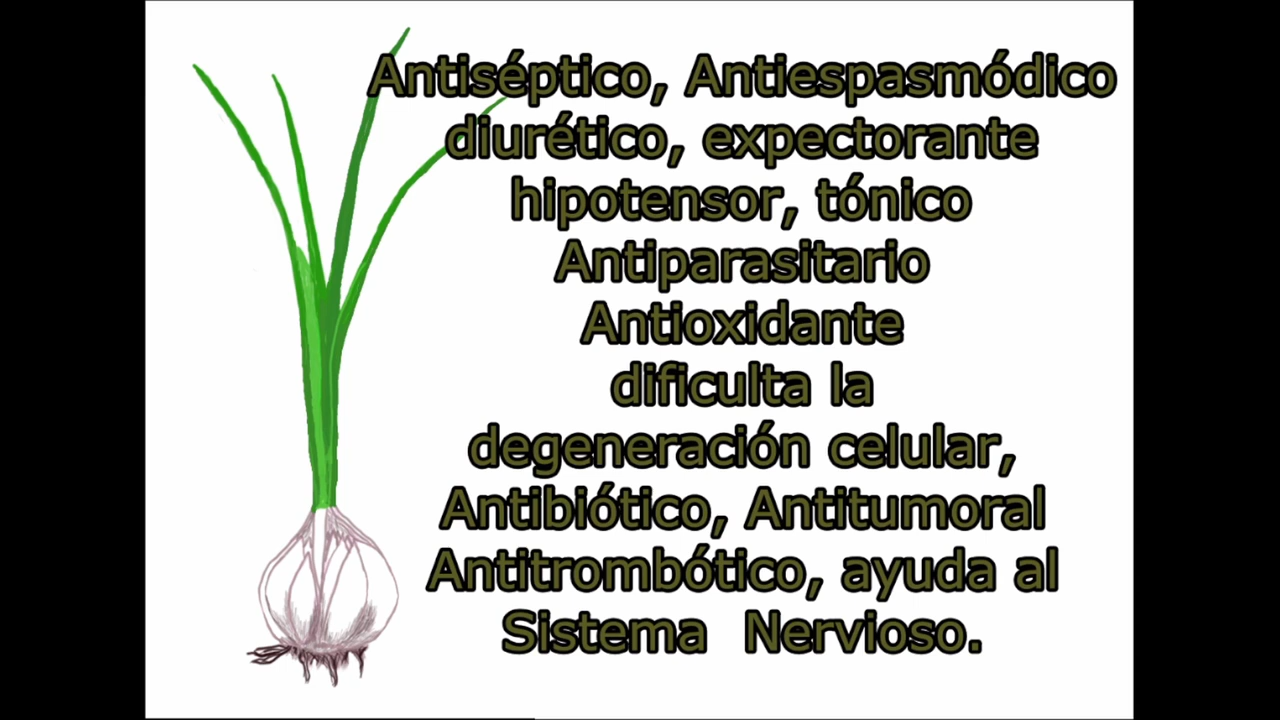 Antiséptico, Antiespasmódico
diurético, expectorante
hipotensor, tónico
Antiparasitario
Antioxidante
dificulta la
degeneración celular,
Antibiótico, Antitumoral
Antitrombótico, ayuda al
Sistema  Nervioso.